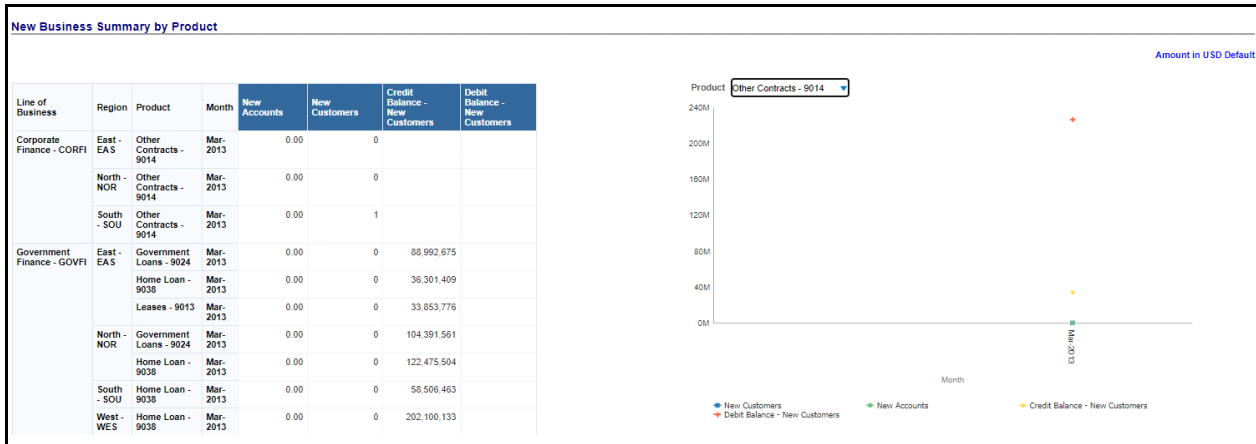 New Business Summary by Product
Amount in USD Default
Line of Business Region Product Month New Accounts New Customers Credit Balance - New Customers Debit Balance - New Customers
Corporate Finance - CORFI East - EAS Other Contracts - 9014 Mar-2013 0.00 0
North - NOR Other Contracts - 9014 Mar-2013 0.00 0
South - SOU Other Contracts - 9014 Mar-2013 0.00 1
Government Finance - GOVFI East - EAS Government Loans - 9024 Mar-2013 0.00 0 88,992,675
Home Loan - 9038 Mar-2013 0.00 0 36,301,409
Leases - 9013 Mar-2013 0.00 0 33,853,776
North - NOR Government Loans - 9024 Mar-2013 0.00 0 104,391,561
Home Loan - 9038 Mar-2013 0.00 0 122,475,504
South - SOU Home Loan - 9038 Mar-2013 0.00 0 58,506,463
West - WES Home Loan - 9038 Mar-2013 0.00 0 202,100,133
Product Other Contracts - 9014
240M
200M
160M
120M
80M
40M
0M
Mar-2013
Month
New Customers New Accounts Credit Balance - New Customers
Debit Balance - New Customers